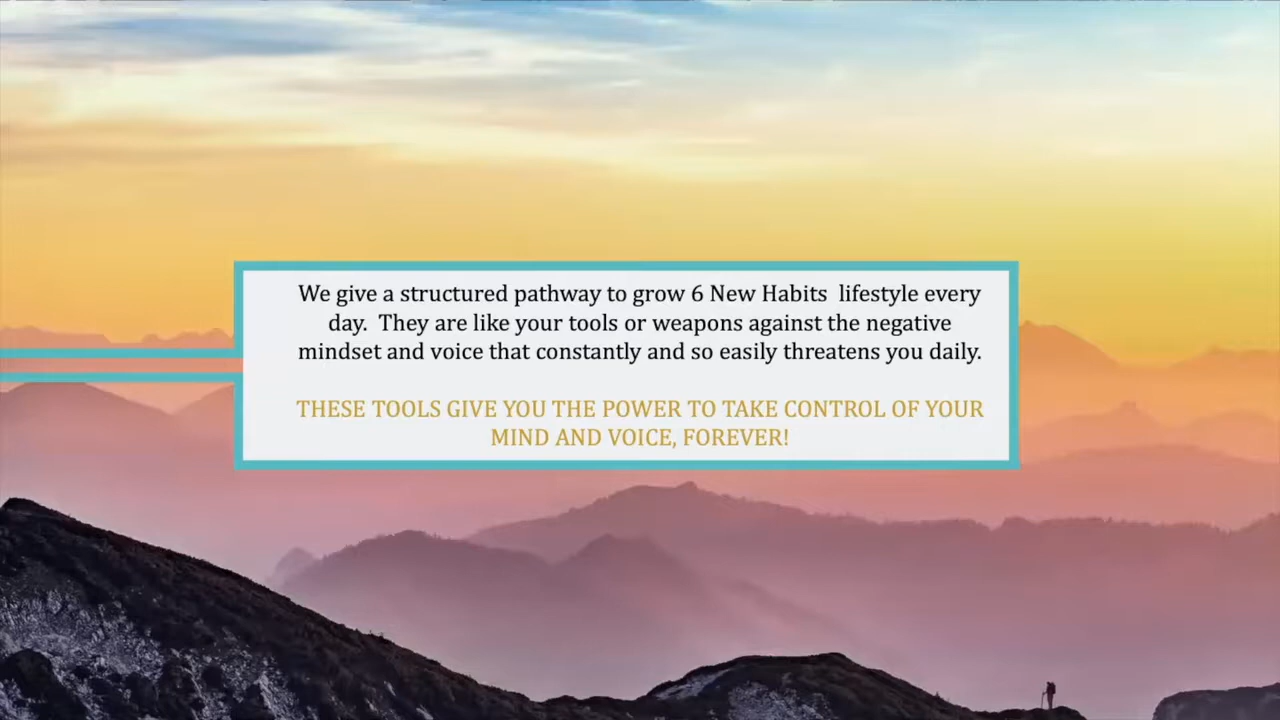 We give a structured pathway to grow 6 New Habits  lifestyle every
day.  They are like your tools or weapons against the negative
mindset and voice that constantly and so easily threatens you daily.
THESE TOOLS GIVE YOU THE POWER TO TAKE CONTROL OF YOUR
MIND AND VOICE, FOREVER!